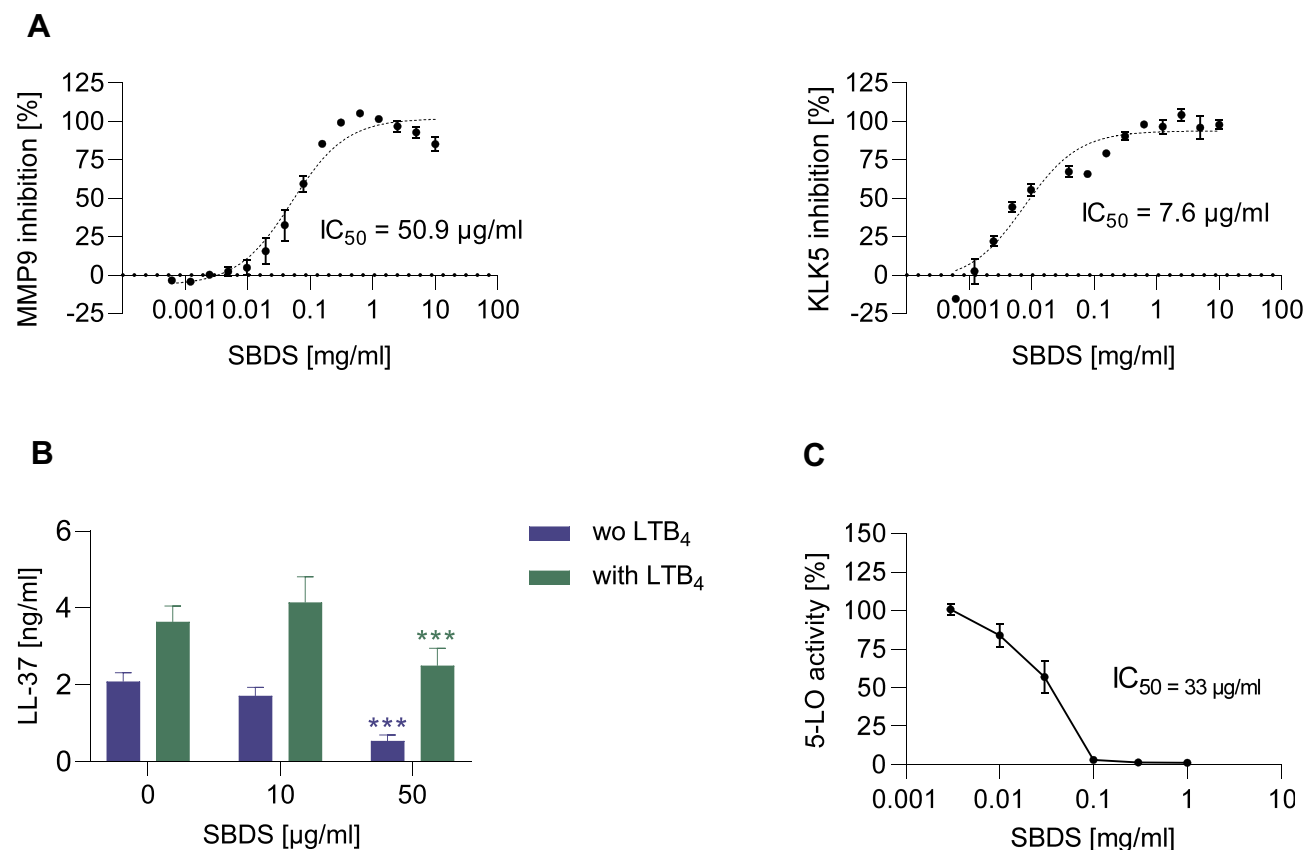 A
MMP9 inhibition [%]
125
100
75
50
25
0
-25
0.001 0.01 0.1 1 10 100
IC50 = 50.9 µg/ml
SBDS [mg/ml]
KLK5 inhibition [%]
125
100
75
50
25
0
-25
0.001 0.01 0.1 1 10 100
IC50 = 7.6 µg/ml
SBDS [mg/ml]
B
LL-37 [ng/ml]
6
4
2
0
***
***
0 10 50
SBDS [µg/ml]
wo LTB4
with LTB4
C
5-LO activity [%]
150
125
100
75
50
25
0
0.001 0.01 0.1 1 10
IC50 = 33 µg/ml
SBDS [mg/ml]